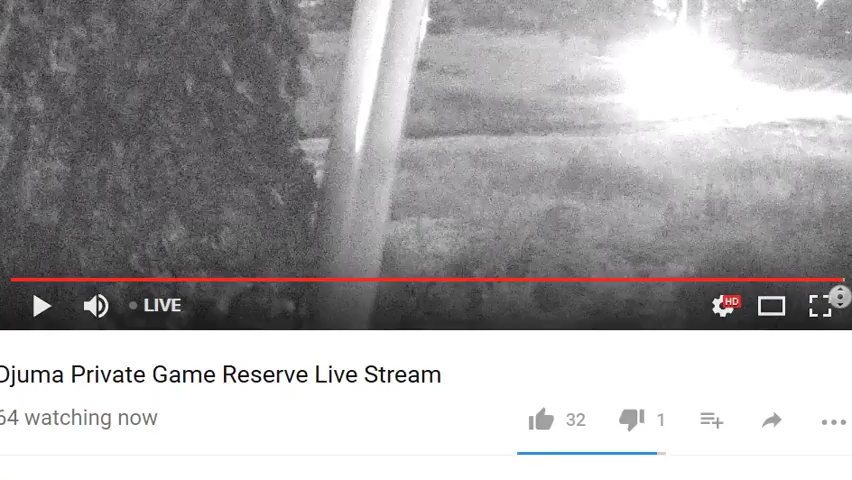 LIVE
HD
Djuma Private Game Reserve Live Stream
64 watching now
32
1